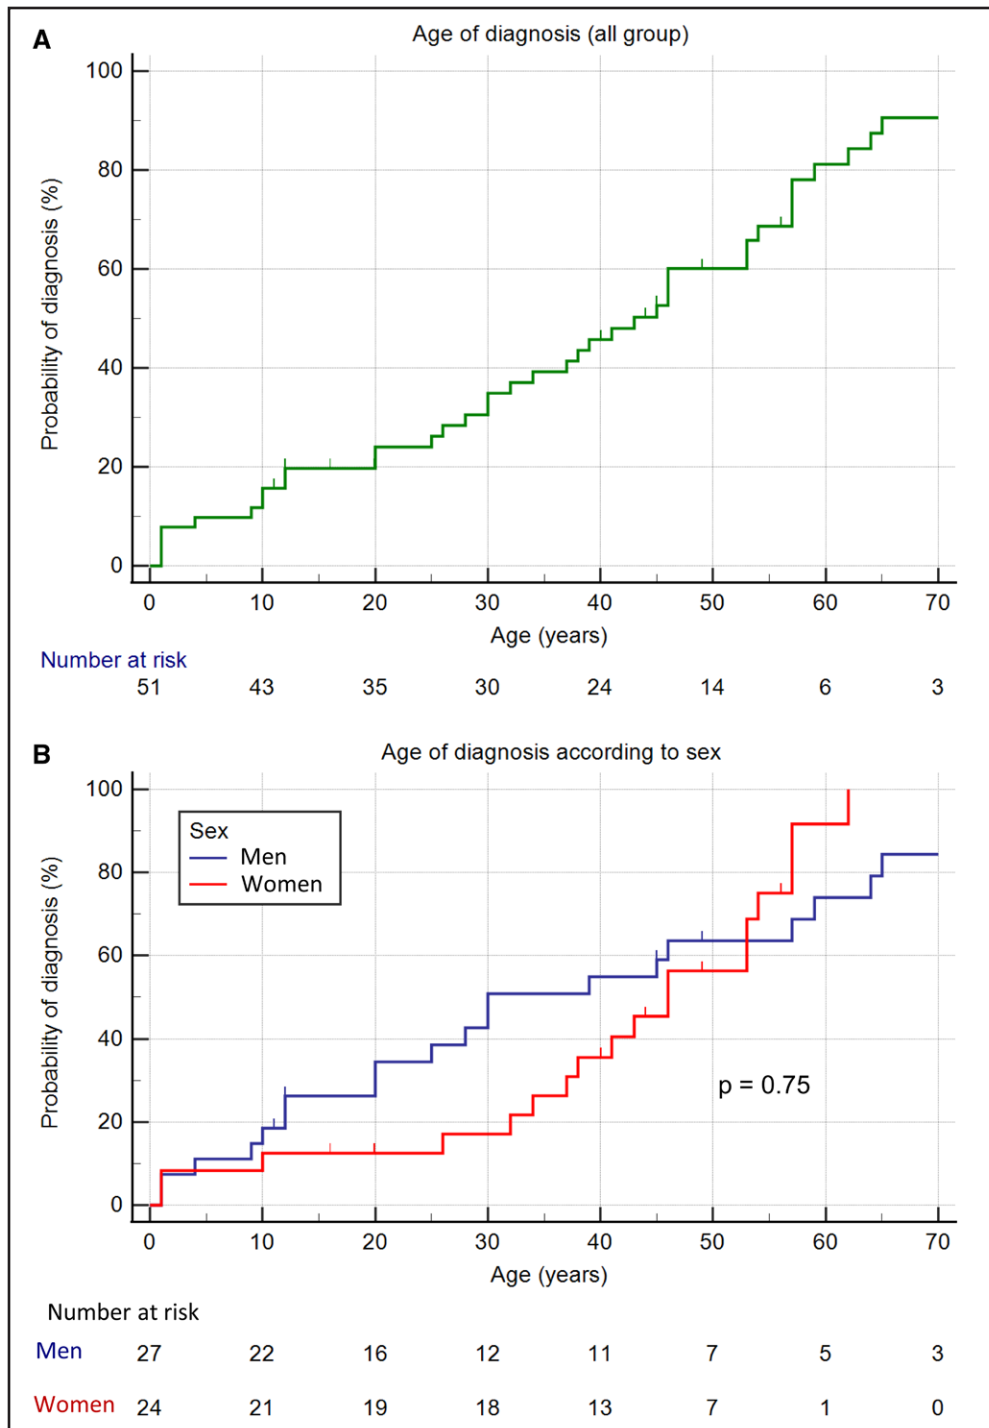 A
Age of diagnosis (all group)
Probability of diagnosis (%)
100
80
60
40
20
0
0 10 20 30 40 50 60 70
Age (years)
Number at risk
51 43 35 30 24 14 6 3
B
Age of diagnosis according to sex
Probability of diagnosis (%)
100
80
60
40
20
0
Sex
Men
Women
p = 0.75
0 10 20 30 40 50 60 70
Age (years)
Number at risk
Men 27 22 16 12 11 7 5 3
Women 24 21 19 18 13 7 1 0